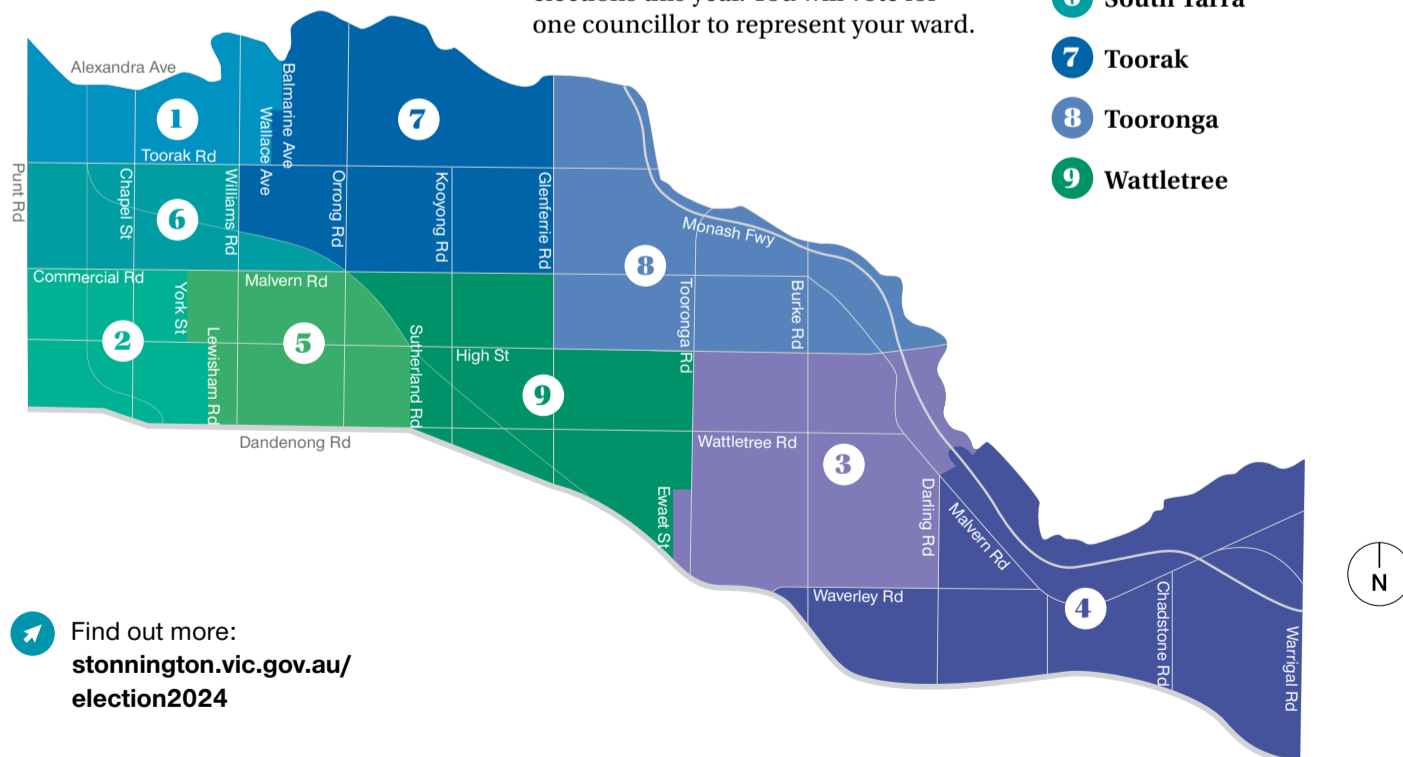 one councillor to represent your ward.
6 South Yarra
7 Toorak
8 Tooronga
9 Wattletree
Alexandra Ave
Balmarine Ave
Wallace Ave
1
7
Toorak Rd
Punt Rd
Chapel St
6
Williams Rd
Orrong Rd
Kooyong Rd
Glenferrie Rd
Monash Fwy
8
Commercial Rd
Malvern Rd
York St
Tooronga Rd
Burke Rd
2
Lewisham Rd
5
Sutherland Rd
High St
9
Dandenong Rd
Wattletree Rd
3
Ewaet St
Darling Rd
Malvern Rd
Waverley Rd
4
Chadstone Rd
Warrigal Rd
N
Find out more:
stonnington.vic.gov.au/
election2024